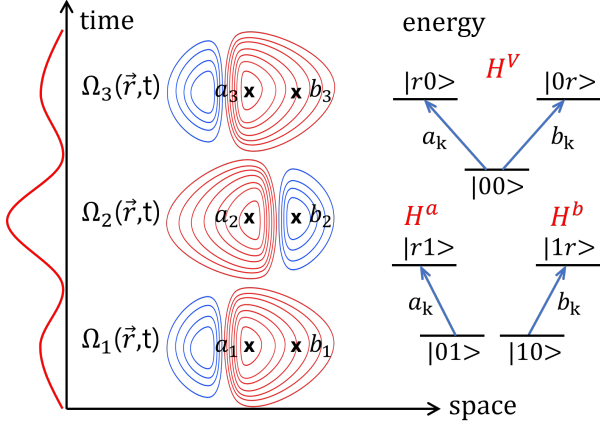 time
energy
Ω₃(r⃗,t)
a₃ x x b₃
H^V
|r0> |0r>
a_k b_k
|00>
Ω₂(r⃗,t)
a₂ x x b₂
H^a H^b
|r1> |1r>
a_k b_k
Ω₁(r⃗,t)
a₁ x x b₁
|01> |10>
space